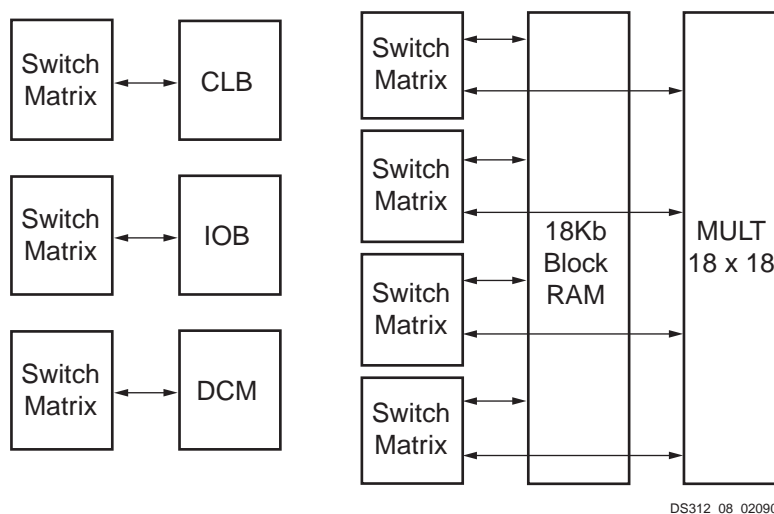 Switch
Matrix
CLB
Switch
Matrix
IOB
Switch
Matrix
DCM
Switch
Matrix
Switch
Matrix
Switch
Matrix
Switch
Matrix
18Kb
Block
RAM
MULT
18 x 18
DS312_08_02090